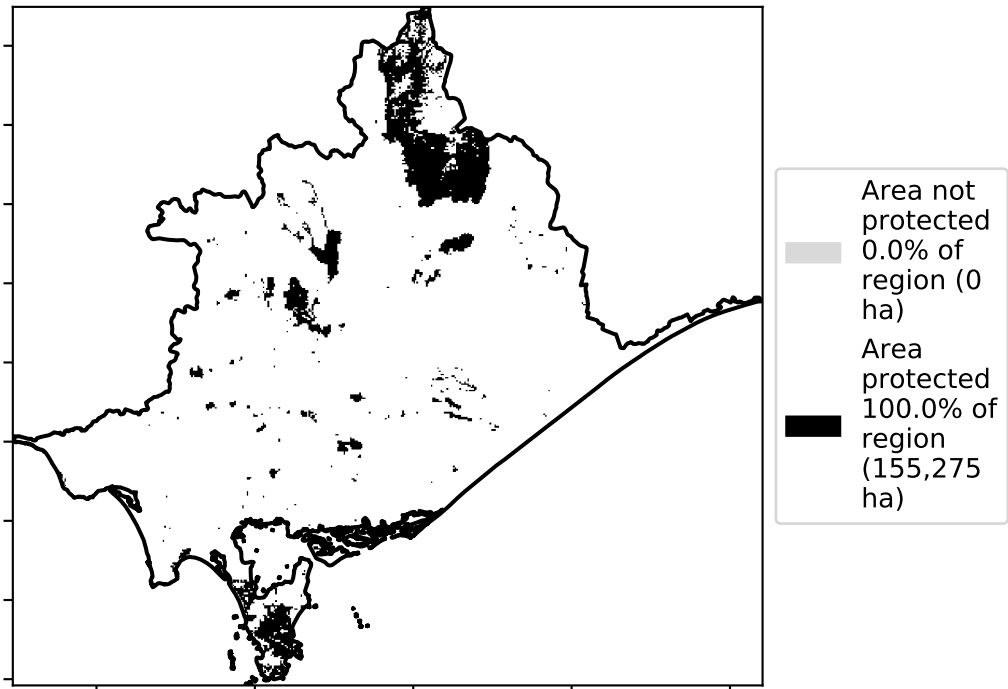 Area not
protected
0.0% of
region (0
ha)
Area
protected
100.0% of
region
(155,275
ha)